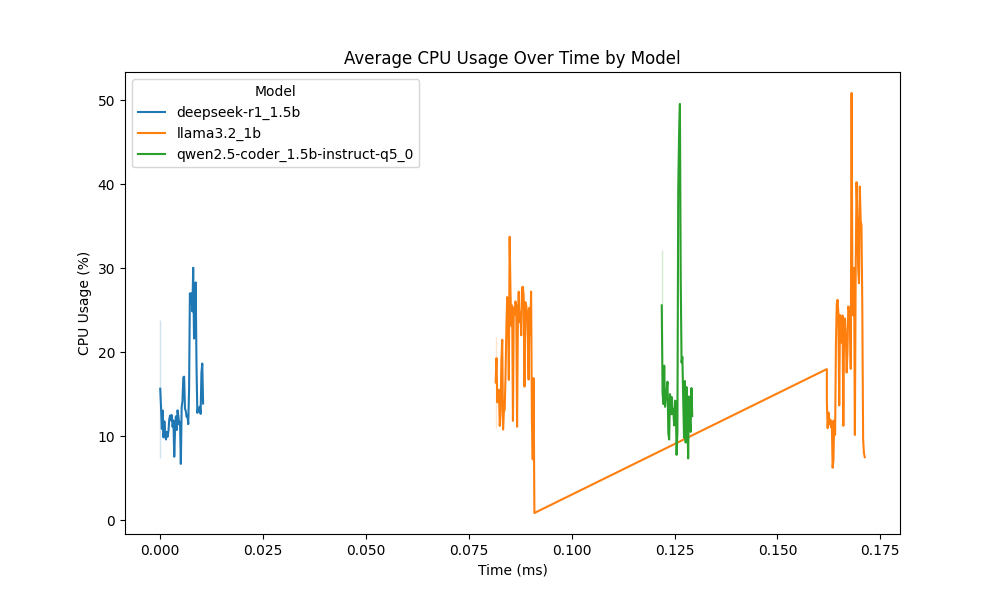 Average CPU Usage Over Time by Model
Model
deepseek-r1_1.5b
llama3.2_1b
qwen2.5-coder_1.5b-instruct-q5_0
CPU Usage (%)
50
40
30
20
10
0
0.000 0.025 0.050 0.075 0.100 0.125 0.150 0.175
Time (ms)